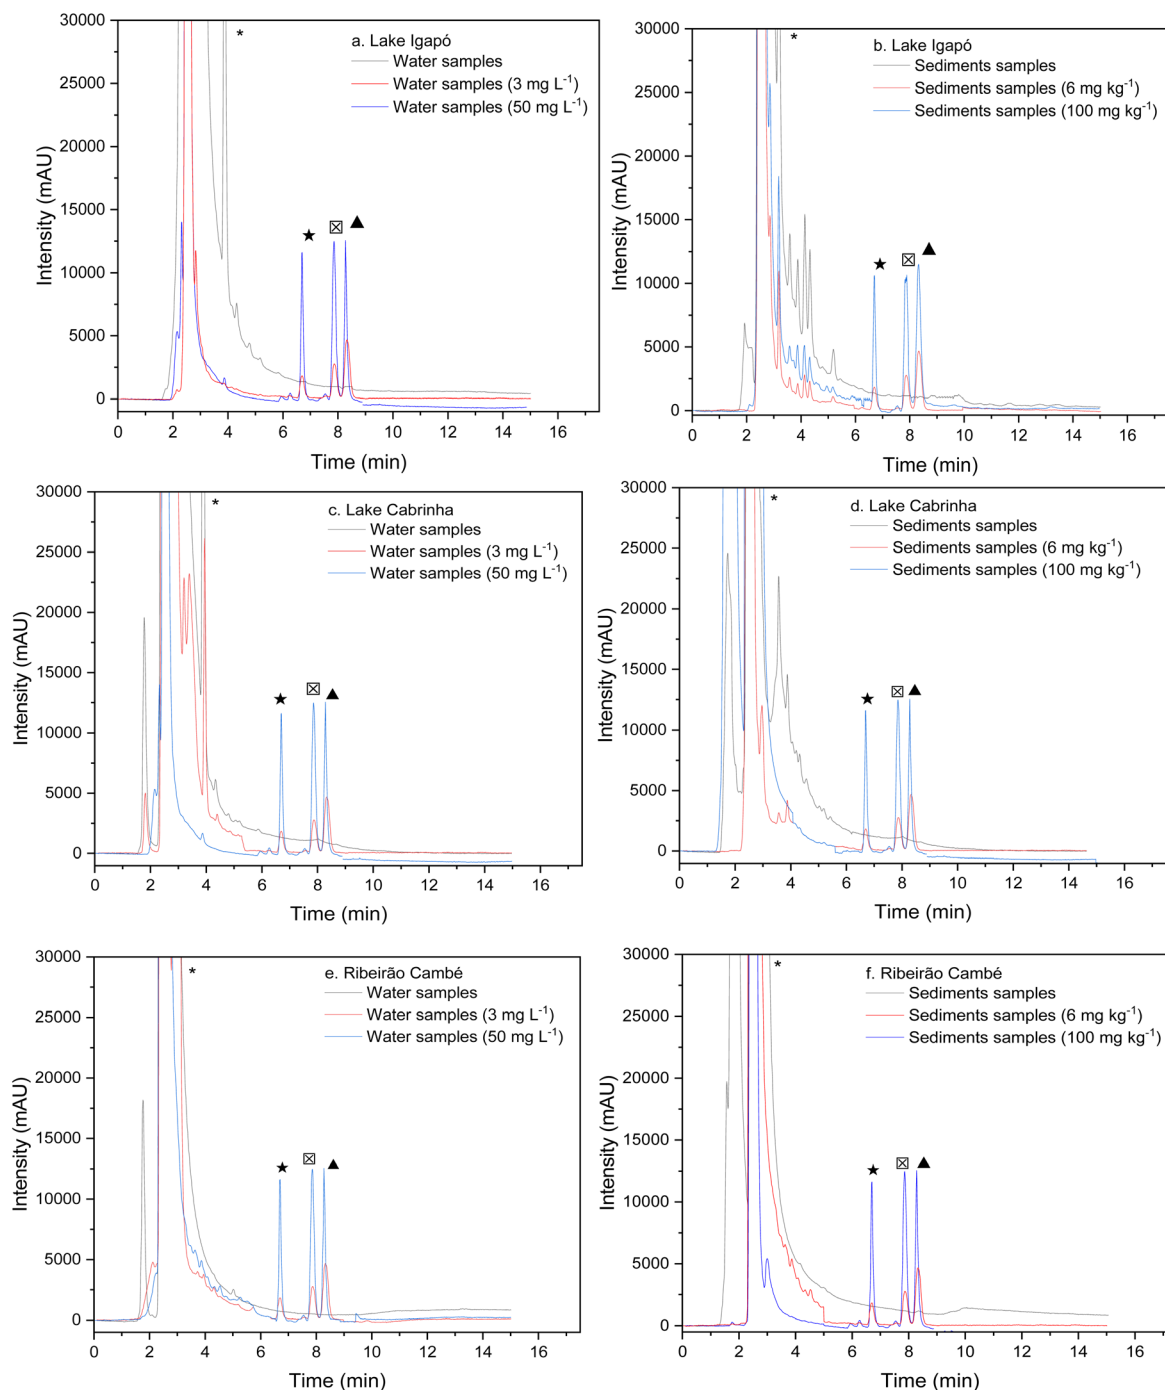 a. Lake Igapó
Water samples
Water samples (3 mg L⁻¹)
Water samples (50 mg L⁻¹)
*
Intensity (mAU)
30000
25000
20000
15000
10000
5000
0
0 2 4 6 8 10 12 14 16
Time (min)
b. Lake Igapó
Sediments samples
Sediments samples (6 mg kg⁻¹)
Sediments samples (100 mg kg⁻¹)
*
Intensity (mAU)
30000
25000
20000
15000
10000
5000
0
0 2 4 6 8 10 12 14 16
Time (min)
c. Lake Cabrinha
Water samples
Water samples (3 mg L⁻¹)
Water samples (50 mg L⁻¹)
*
Intensity (mAU)
30000
25000
20000
15000
10000
5000
0
0 2 4 6 8 10 12 14 16
Time (min)
d. Lake Cabrinha
Sediments samples
Sediments samples (6 mg kg⁻¹)
Sediments samples (100 mg kg⁻¹)
*
Intensity (mAU)
30000
25000
20000
15000
10000
5000
0
0 2 4 6 8 10 12 14 16
Time (min)
e. Ribeirão Cambé
Water samples
Water samples (3 mg L⁻¹)
Water samples (50 mg L⁻¹)
*
Intensity (mAU)
30000
25000
20000
15000
10000
5000
0
0 2 4 6 8 10 12 14 16
Time (min)
f. Ribeirão Cambé
Sediments samples
Sediments samples (6 mg kg⁻¹)
Sediments samples (100 mg kg⁻¹)
*
Intensity (mAU)
30000
25000
20000
15000
10000
5000
0
0 2 4 6 8 10 12 14 16
Time (min)